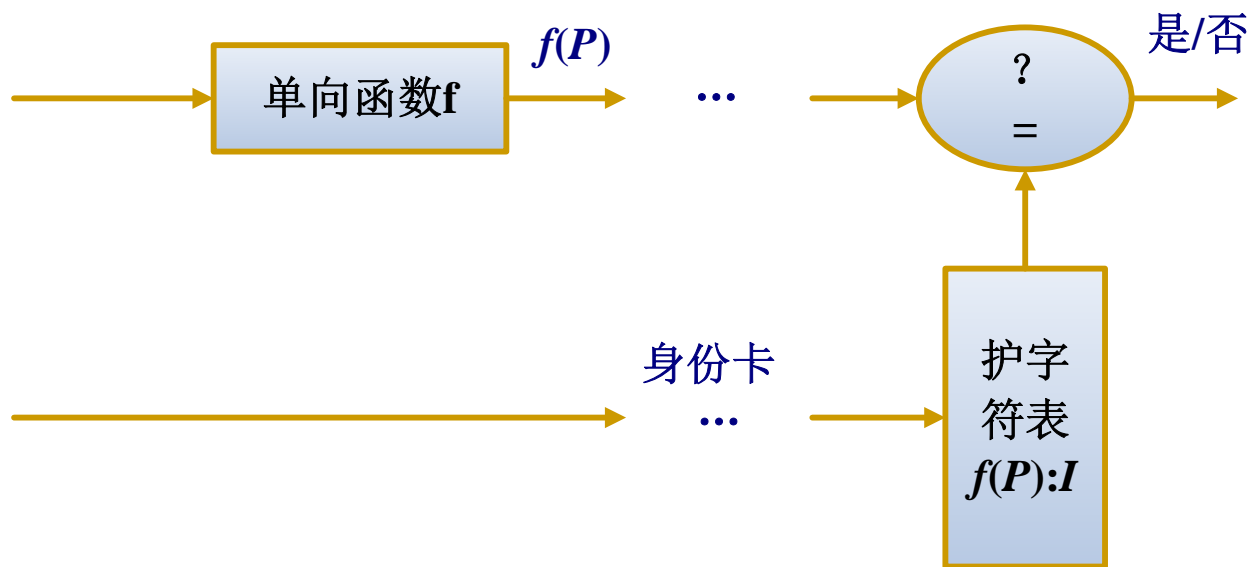 单向函数f
f(P)
...
?
=
是/否
身份卡
...
护字
符表
f(P):I